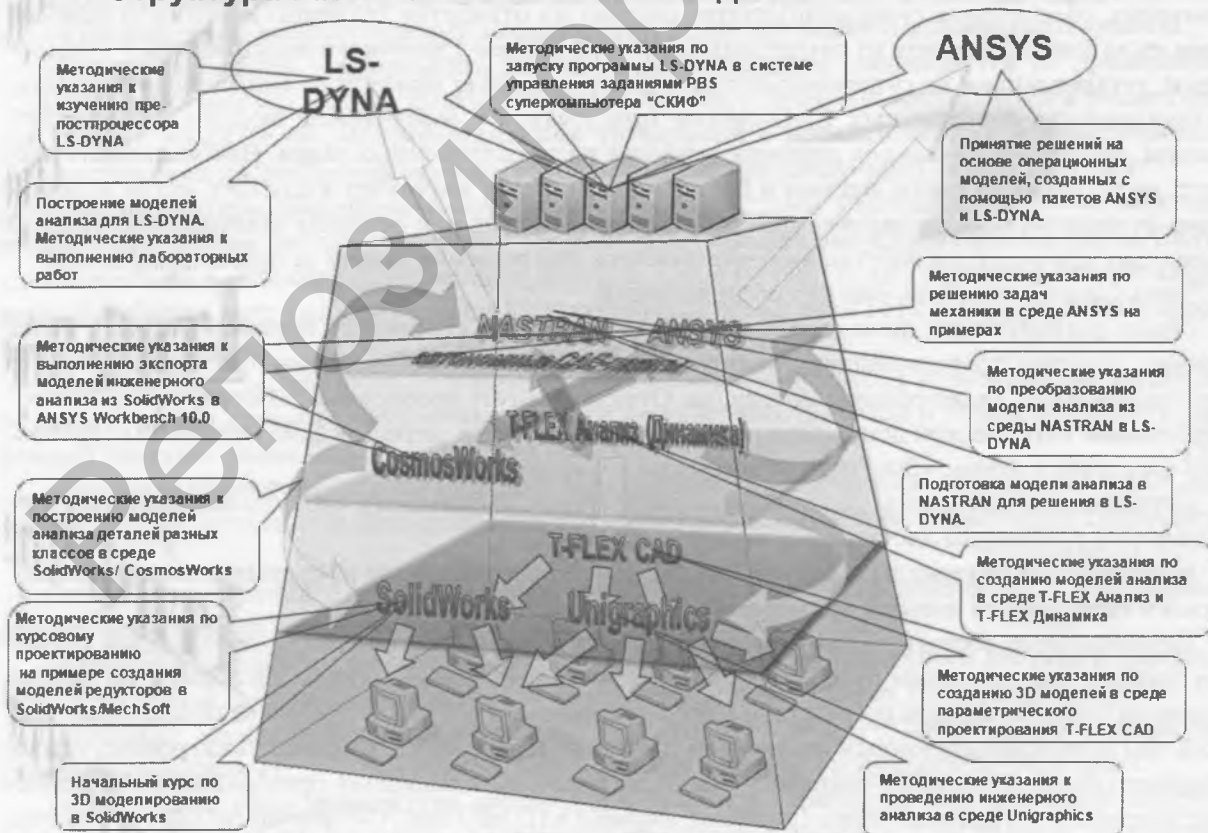 LS-
DYNA
ANSYS
Методические указания по
запуску программы LS-DYNA в системе
управления заданиями PBS
суперкомпьютера “СКИФ”
Методические
указания к
изучению пре-
постпроцессора
LS-DYNA
Принятие решений на
основе операционных
моделей, созданных с
помощью пакетов ANSYS
и LS-DYNA.
Построение моделей
анализа для LS-DYNA.
Методические указания к
выполнению лабораторных
работ
Методические указания по
решению задач
механики в среде ANSYS на
примерах
NASTRAN
ANSYS
Методические указания к
выполнению экспорта
моделей инженерного
анализа из SolidWorks в
ANSYS Workbench 10.0
Методические указания
по преобразованию
модели анализа из
среды NASTRAN в LS-
DYNA
T-FLEX Анализ (Динамика)
CosmosWorks
Методические указания к
построению моделей
анализа деталей разных
классов в среде
SolidWorks/ CosmosWorks
Подготовка модели анализа в
NASTRAN для решения в LS-
DYNA.
T-FLEX CAD
Методические указания по
созданию моделей анализа
в среде T-FLEX Анализ и
T-FLEX Динамика
SolidWorks
Unigraphics
Методические указания по
курсовому
проектированию
на примере создания
моделей редукторов в
SolidWorks/MechSoft
Методические указания по
созданию 3D моделей в среде
параметрического
проектирования T-FLEX CAD
Начальный курс по
3D моделированию
в SolidWorks
Методические указания к
проведению инженерного
анализа в среде Unigraphics
Репозитор